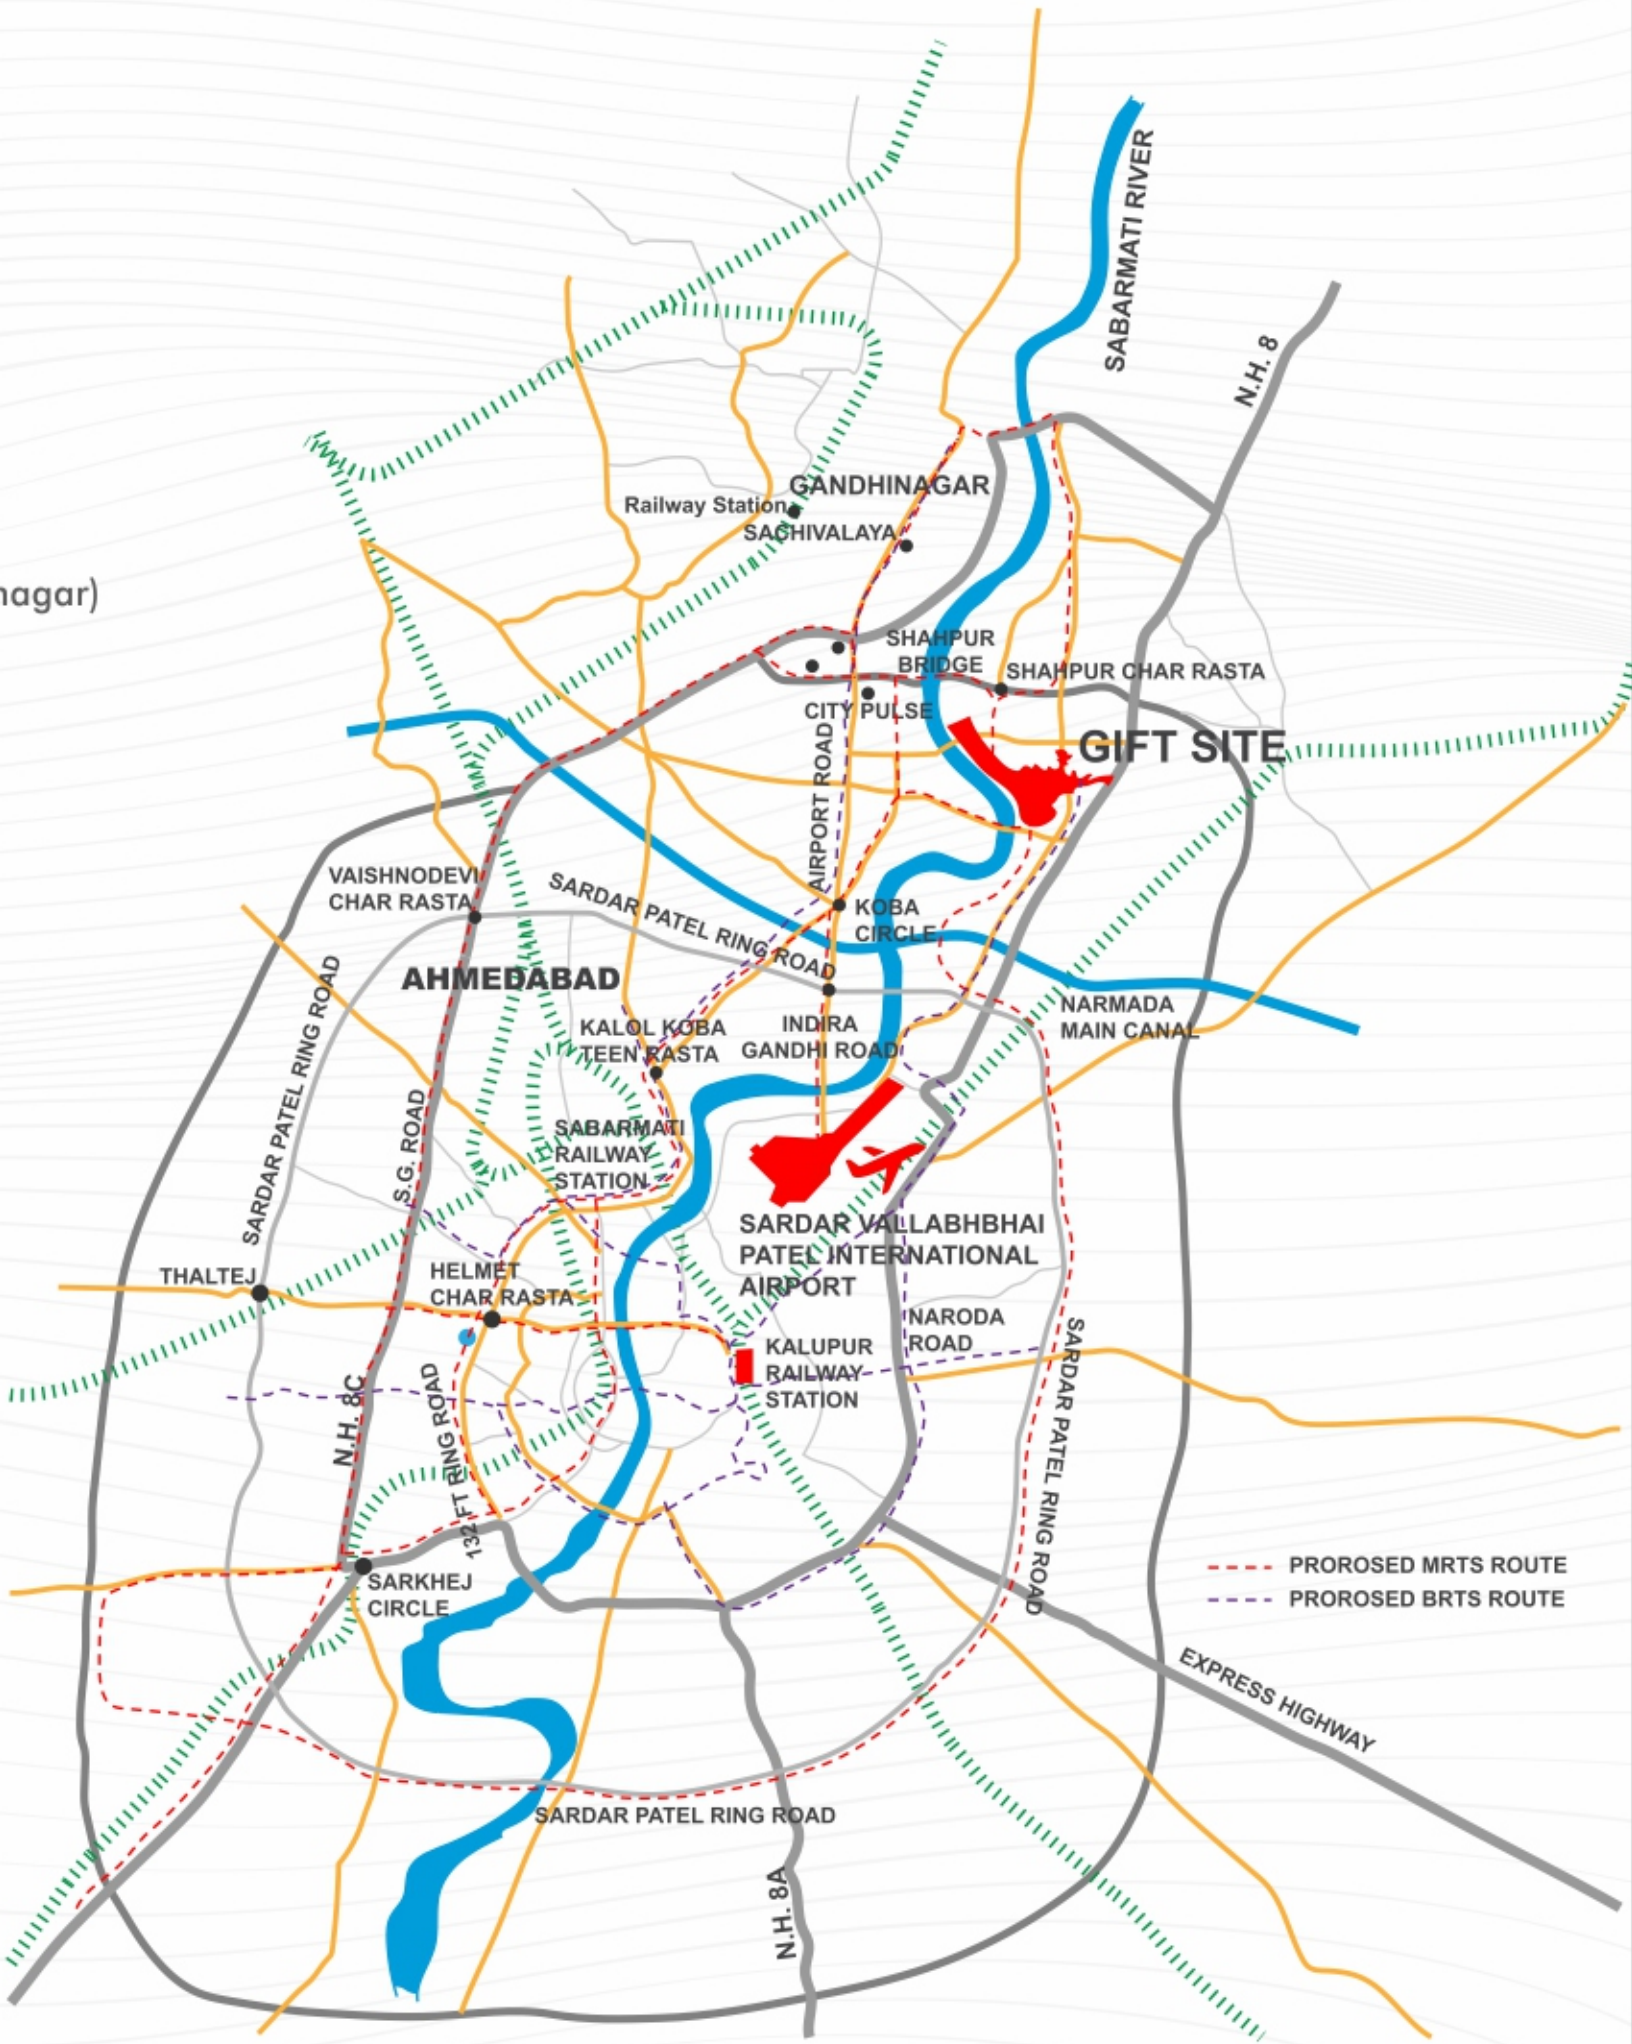 SABARMATI RIVER
N.H. 8
GANDHINAGAR
Railway Station
SACHIVALAYA
nagar)
SHAHPUR
BRIDGE
SHAHPUR CHAR RASTA
CITY PULSE
GIFT SITE
AIRPORT ROAD
VAISHNODEVI
CHAR RASTA
SARDAR PATEL RING ROAD
KOBA
CIRCLE
AHMEDABAD
SARDAR PATEL RING ROAD
NARMADA
MAIN CANAL
KALOL KOBA
TEEN RASTA
INDIRA
GANDHI ROAD
S.G. ROAD
SABARMATI
RAILWAY
STATION
SARDAR VALLABHBHAI
PATEL INTERNATIONAL
AIRPORT
THALTEJ
HELMET
CHAR RASTA
NARODA
ROAD
KALUPUR
RAILWAY
STATION
SARDAR PATEL RING ROAD
N.H. 8C
132 FT RING ROAD
SARKHEJ
CIRCLE
PROROSED MRTS ROUTE
PROROSED BRTS ROUTE
EXPRESS HIGHWAY
SARDAR PATEL RING ROAD
N.H. 8A